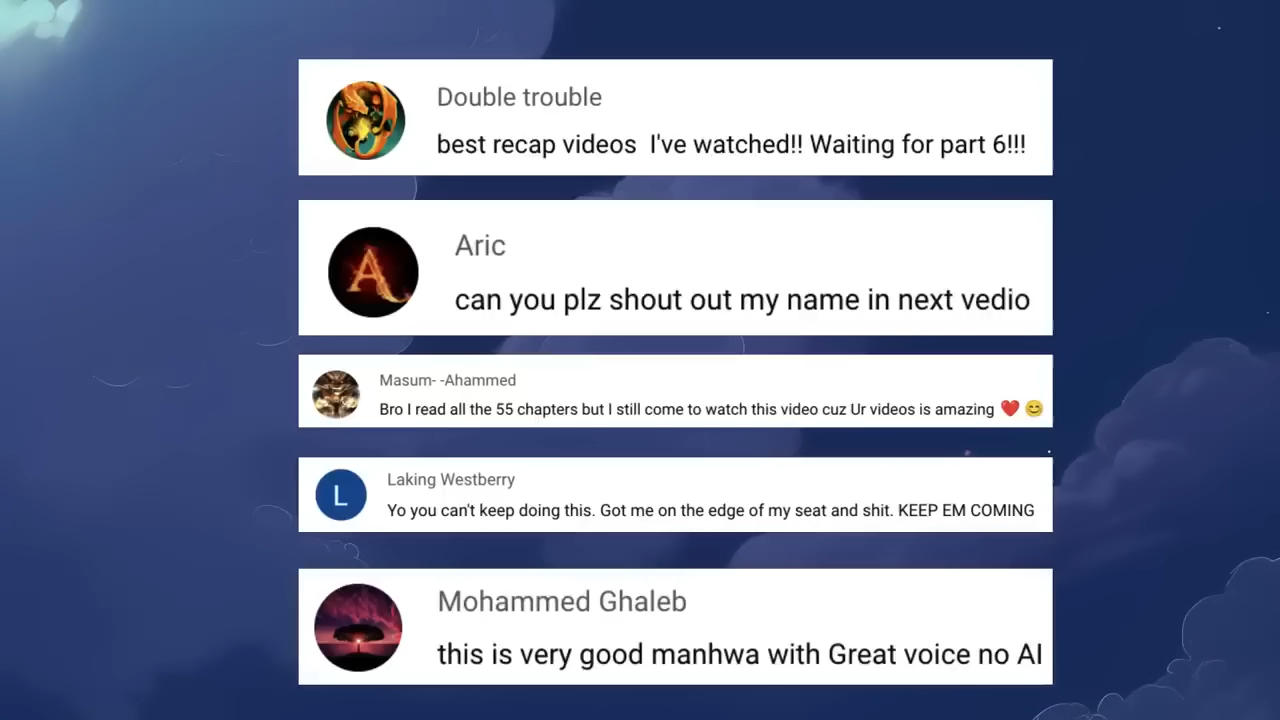 Double trouble
best recap videos  I've watched!! Waiting for part 6!!!
A
Aric
can you plz shout out my name in next vedio
Masum- -Ahammed
Bro I read all the 55 chapters but I still come to watch this video cuz Ur videos is amazing ❤️ 😊
L
Laking Westberry
Yo you can't keep doing this. Got me on the edge of my seat and shit. KEEP EM COMING
Mohammed Ghaleb
this is very good manhwa with Great voice no AI